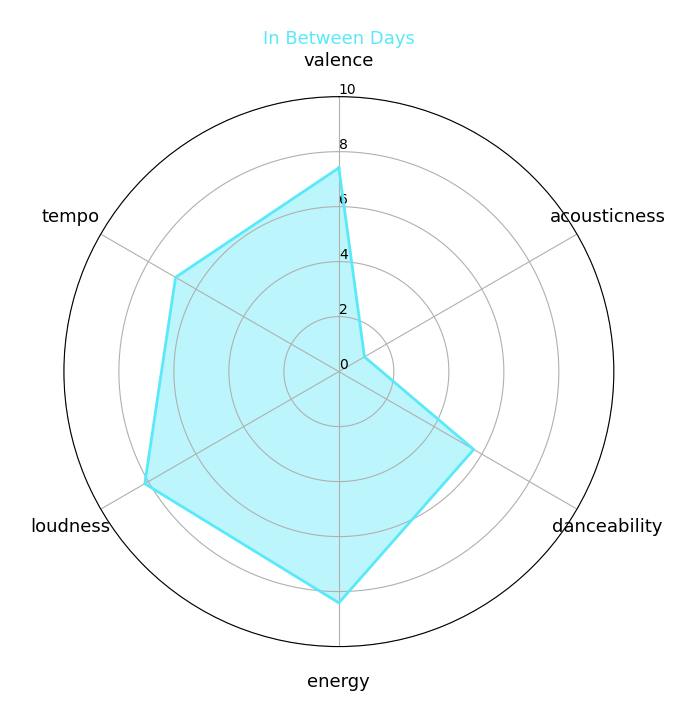 In Between Days
valence
10
8
6
4
2
0
tempo
acousticness
loudness
danceability
energy